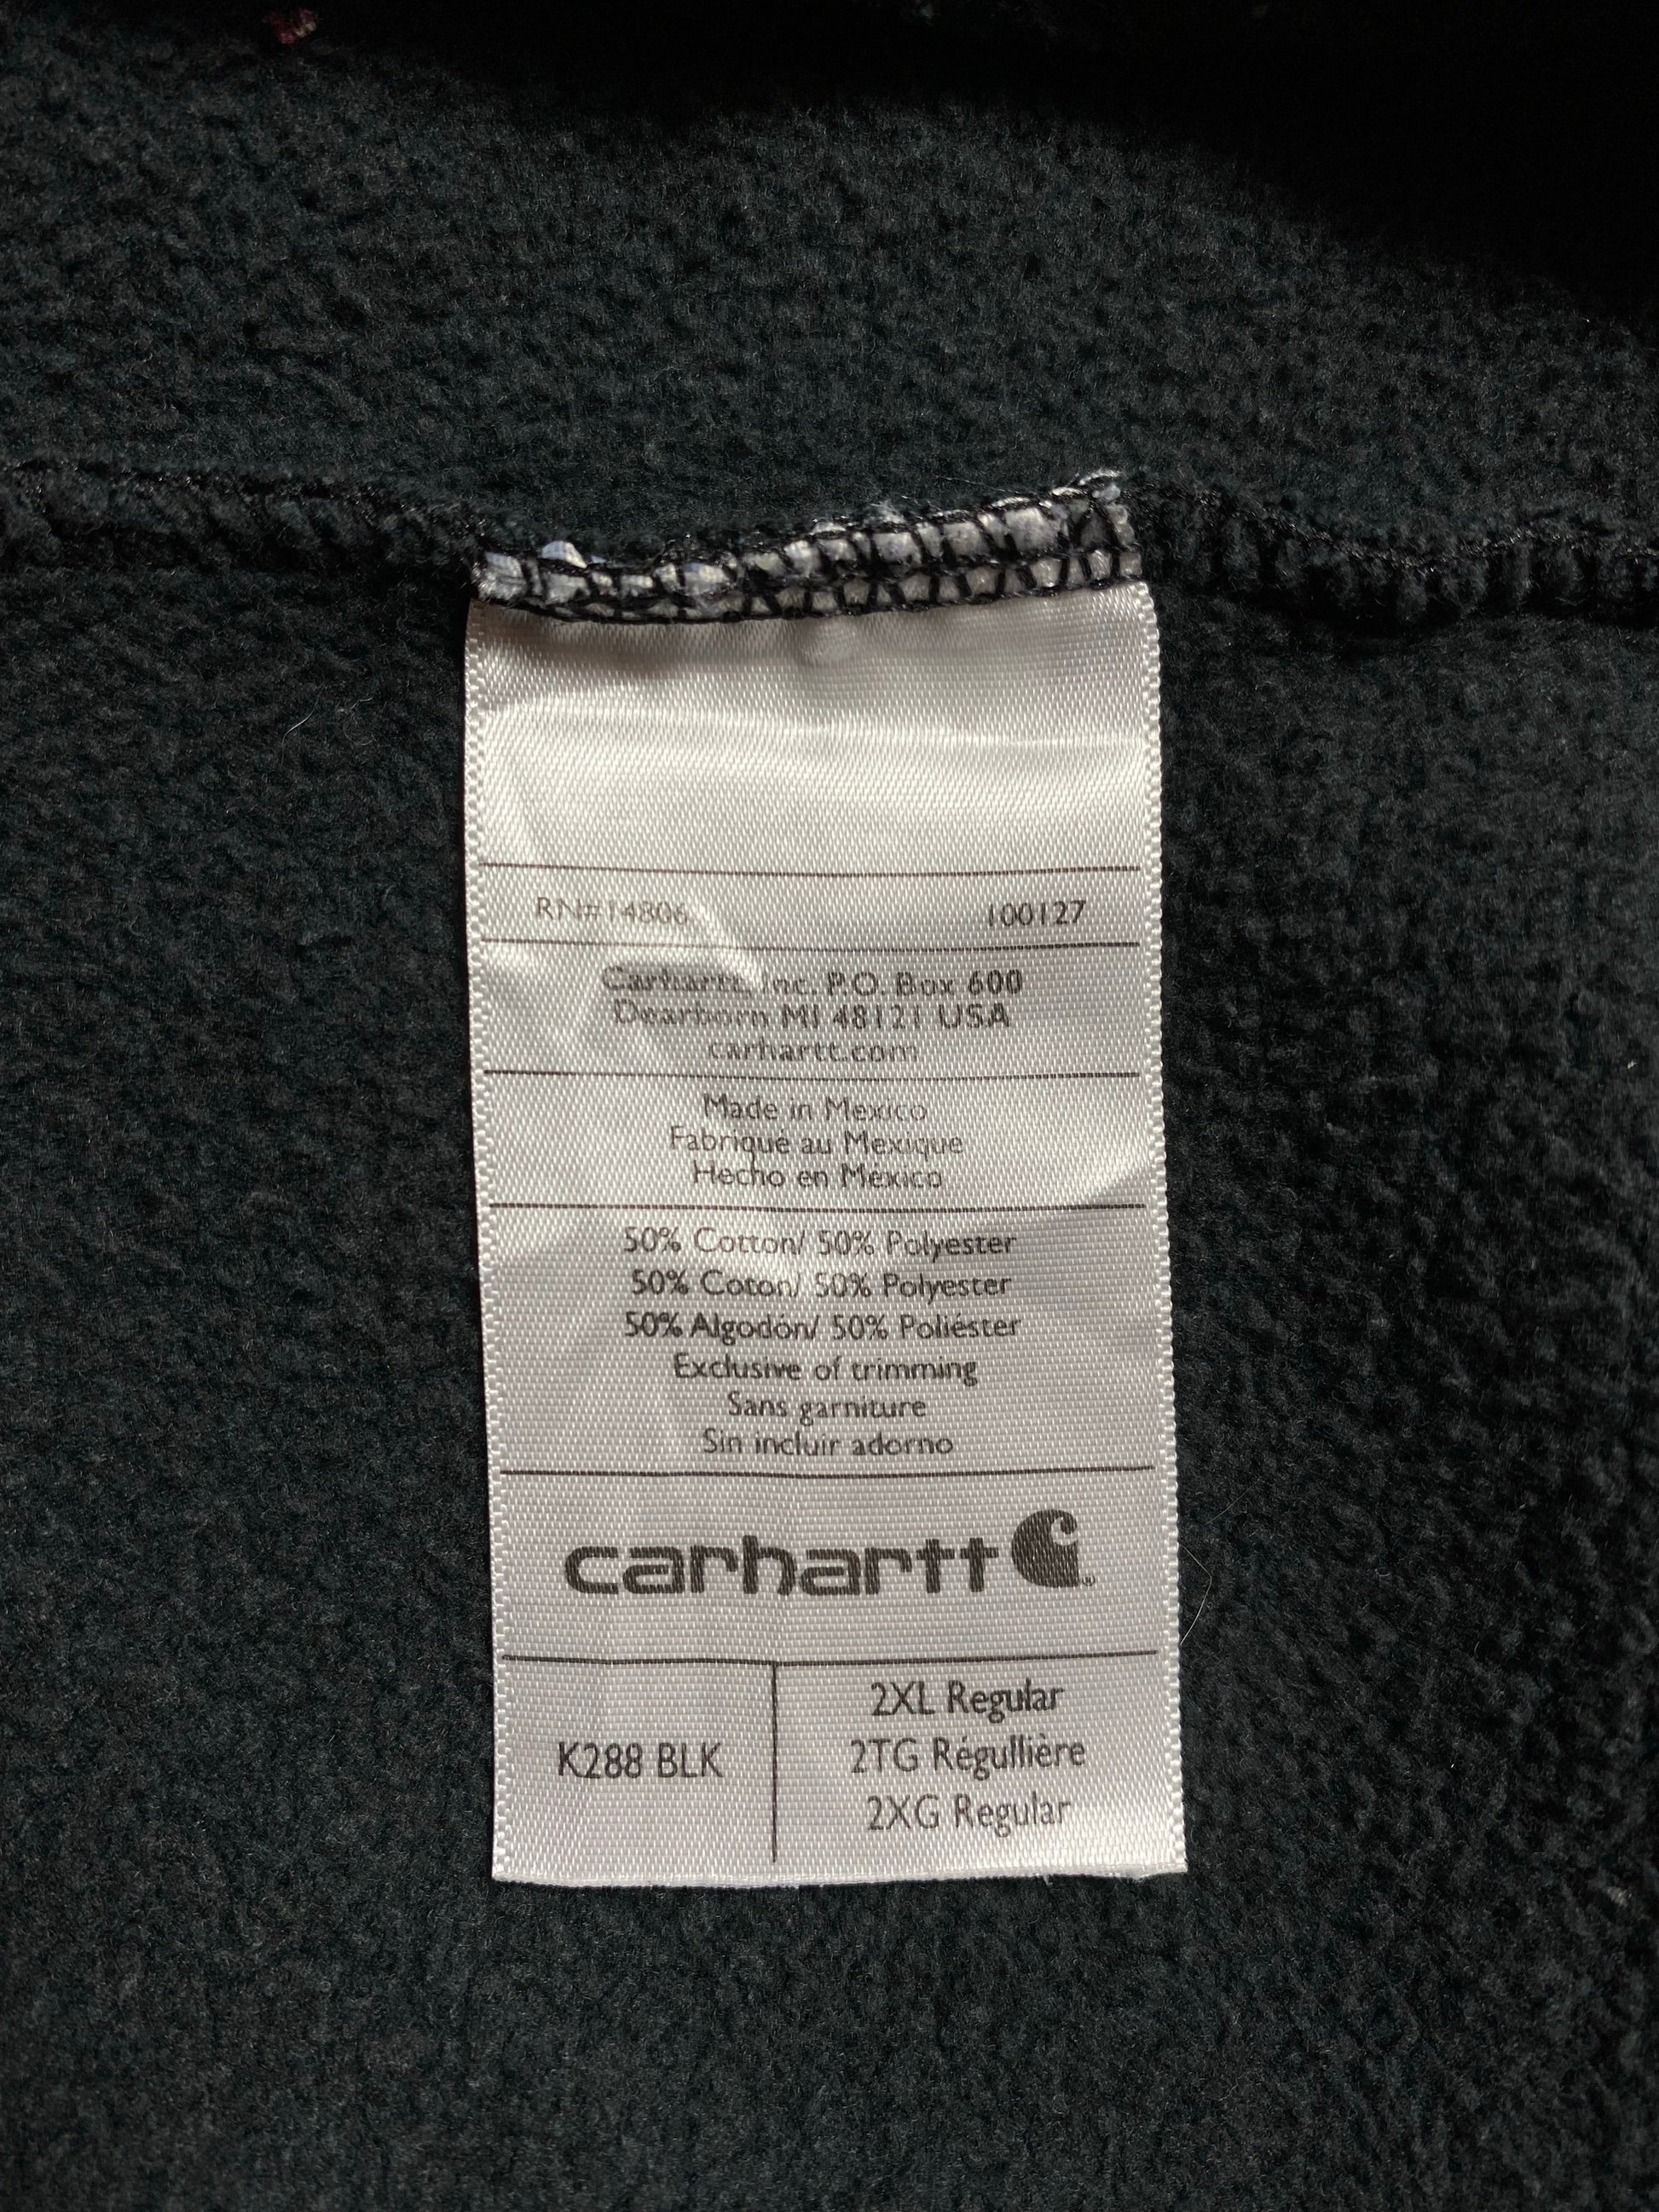 RN#14806 100127
Carhartt, Inc. P.O. Box 600
Dearborn MI 48121 USA
carhartt.com
Made in Mexico
Fabriqué au Mexique
Hecho en México
50% Cotton/ 50% Polyester
50% Coton/ 50% Polyester
50% Algodón/ 50% Poliéster
Exclusive of trimming
Sans garniture
Sin incluir adorno
carhartt
K288 BLK
2XL Regular
2TG Régullière
2XG Regular